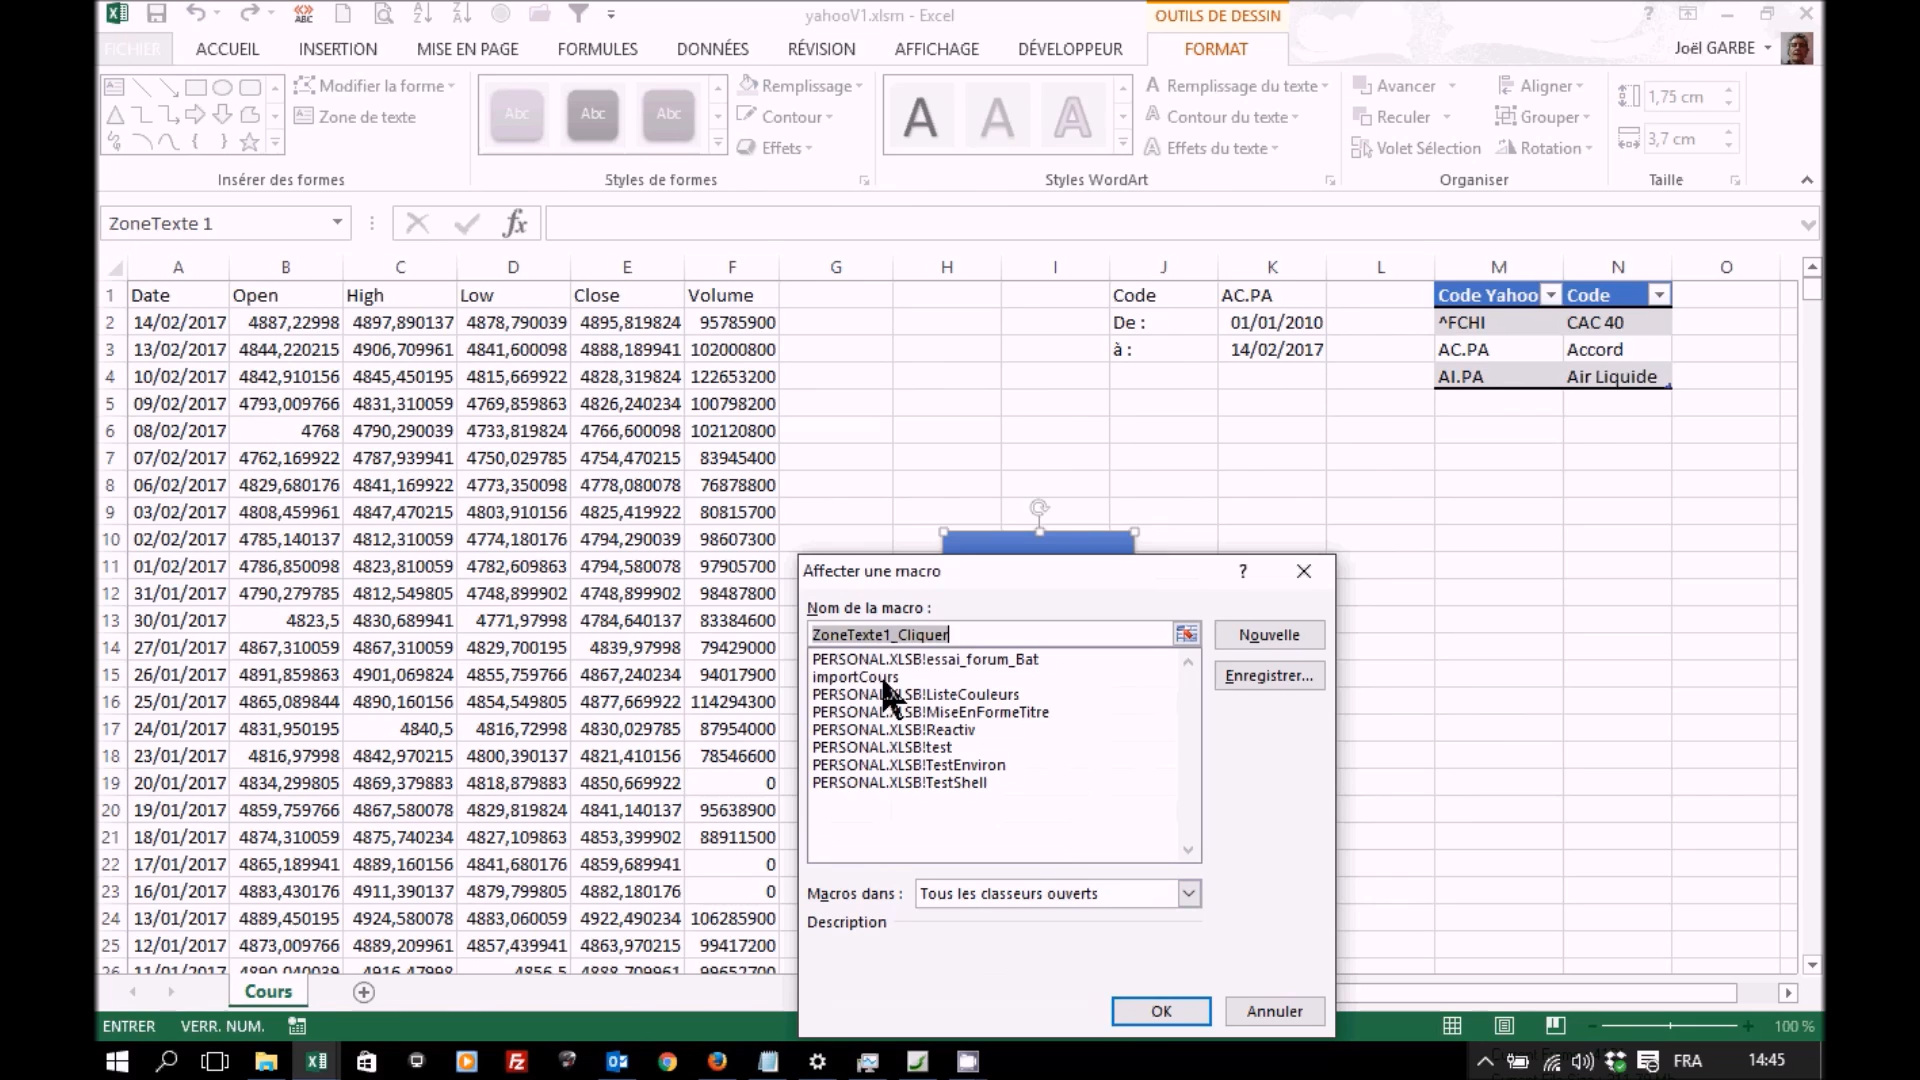 yahooV1.xlsm - Excel
OUTILS DE DESSIN
FICHIER ACCUEIL INSERTION MISE EN PAGE FORMULES DONNÉES RÉVISION AFFICHAGE DÉVELOPPEUR FORMAT
Joël GARBE
Modifier la forme
Zone de texte
Insérer des formes
Abc Abc Abc
Remplissage
Contour
Effets
Styles de formes
A A A
Remplissage du texte
Contour du texte
Effets du texte
Styles WordArt
Avancer
Reculer
Volet Sélection
Aligner
Grouper
Rotation
Organiser
1,75 cm
3,7 cm
Taille
ZoneTexte 1
fx
A B C D E F G H I J K L M N O
1 Date Open High Low Close Volume Code AC.PA Code Yahoo Code
2 14/02/2017 4887,22998 4897,890137 4878,790039 4895,819824 95785900 De : 01/01/2010 ^FCHI CAC 40
3 13/02/2017 4844,220215 4906,709961 4841,600098 4888,189941 102000800 à : 14/02/2017 AC.PA Accord
4 10/02/2017 4842,910156 4845,450195 4815,669922 4828,319824 122653200 AI.PA Air Liquide
5 09/02/2017 4793,009766 4831,310059 4769,859863 4826,240234 100798200
6 08/02/2017 4768 4790,290039 4733,819824 4766,600098 102120800
7 07/02/2017 4762,169922 4787,939941 4750,029785 4754,470215 83945400
8 06/02/2017 4829,680176 4841,169922 4773,350098 4778,080078 76878800
9 03/02/2017 4808,459961 4847,470215 4803,910156 4825,419922 80815700
10 02/02/2017 4785,140137 4812,310059 4774,180176 4794,290039 98607300
11 01/02/2017 4786,850098 4823,810059 4782,609863 4794,580078 97905700
12 31/01/2017 4790,279785 4812,549805 4748,899902 4748,899902 98487800
13 30/01/2017 4823,5 4830,689941 4771,97998 4784,640137 83384600
14 27/01/2017 4867,310059 4867,310059 4829,700195 4839,97998 79429000
15 26/01/2017 4891,859863 4901,069824 4855,759766 4867,240234 94017900
16 25/01/2017 4865,089844 4890,160156 4854,549805 4877,669922 114294300
17 24/01/2017 4831,950195 4840,5 4816,72998 4830,029785 87954000
18 23/01/2017 4816,97998 4842,970215 4800,390137 4821,410156 78546600
19 20/01/2017 4834,299805 4869,379883 4818,879883 4850,669922 0
20 19/01/2017 4859,759766 4867,580078 4829,819824 4841,140137 95638900
21 18/01/2017 4874,310059 4875,740234 4827,109863 4853,399902 88911500
22 17/01/2017 4865,189941 4889,160156 4841,680176 4859,689941 0
23 16/01/2017 4883,430176 4911,390137 4879,799805 4882,180176 0
24 13/01/2017 4889,450195 4924,580078 4883,060059 4922,490234 106285900
25 12/01/2017 4873,009766 4889,209961 4857,439941 4863,970215 99417200
26 11/01/2017 4890,040039 4916,47998 4856,5 4888,709961 99652700
Affecter une macro
?
Nom de la macro :
ZoneTexte1_Cliquer
PERSONAL.XLSB!essai_forum_Bat
importCours
PERSONAL.XLSB!ListeCouleurs
PERSONAL.XLSB!MiseEnFormeTitre
PERSONAL.XLSB!Reactiv
PERSONAL.XLSB!test
PERSONAL.XLSB!TestEnviron
PERSONAL.XLSB!TestShell
Nouvelle
Enregistrer...
Macros dans : Tous les classeurs ouverts
Description
OK Annuler
Cours
ENTRER VERR. NUM. 100 %
FRA 14:45